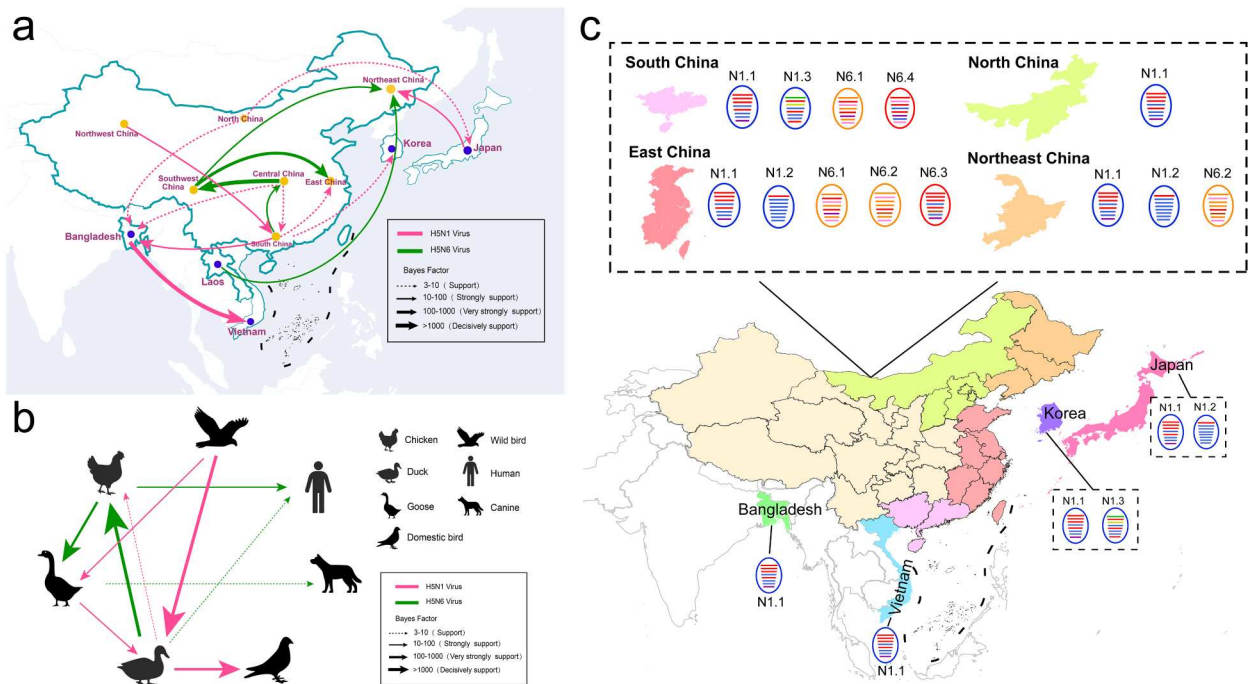 a
Northeast China
North China
Northwest China
Korea
Japan
Southwest
China
Central China
East China
Bangladesh
South China
Laos
Vietnam
H5N1 Virus
H5N6 Virus
Bayes Factor
3-10 ( Support)
10-100 ( Strongly support)
100-1000 ( Very strongly support)
>1000 ( Decisively support)
b
Chicken
Wild bird
Duck
Human
Goose
Canine
Domestic bird
H5N1 Virus
H5N6 Virus
Bayes Factor
3-10 ( Support)
10-100 ( Strongly support)
100-1000 ( Very strongly support)
>1000 ( Decisively support)
c
South China
N1.1 N1.3 N6.1 N6.4
North China
N1.1
East China
N1.1 N1.2 N6.1 N6.2 N6.3
Northeast China
N1.1 N1.2 N6.2
Japan
N1.1 N1.2
Korea
N1.1 N1.3
Bangladesh
N1.1
Vietnam
N1.1